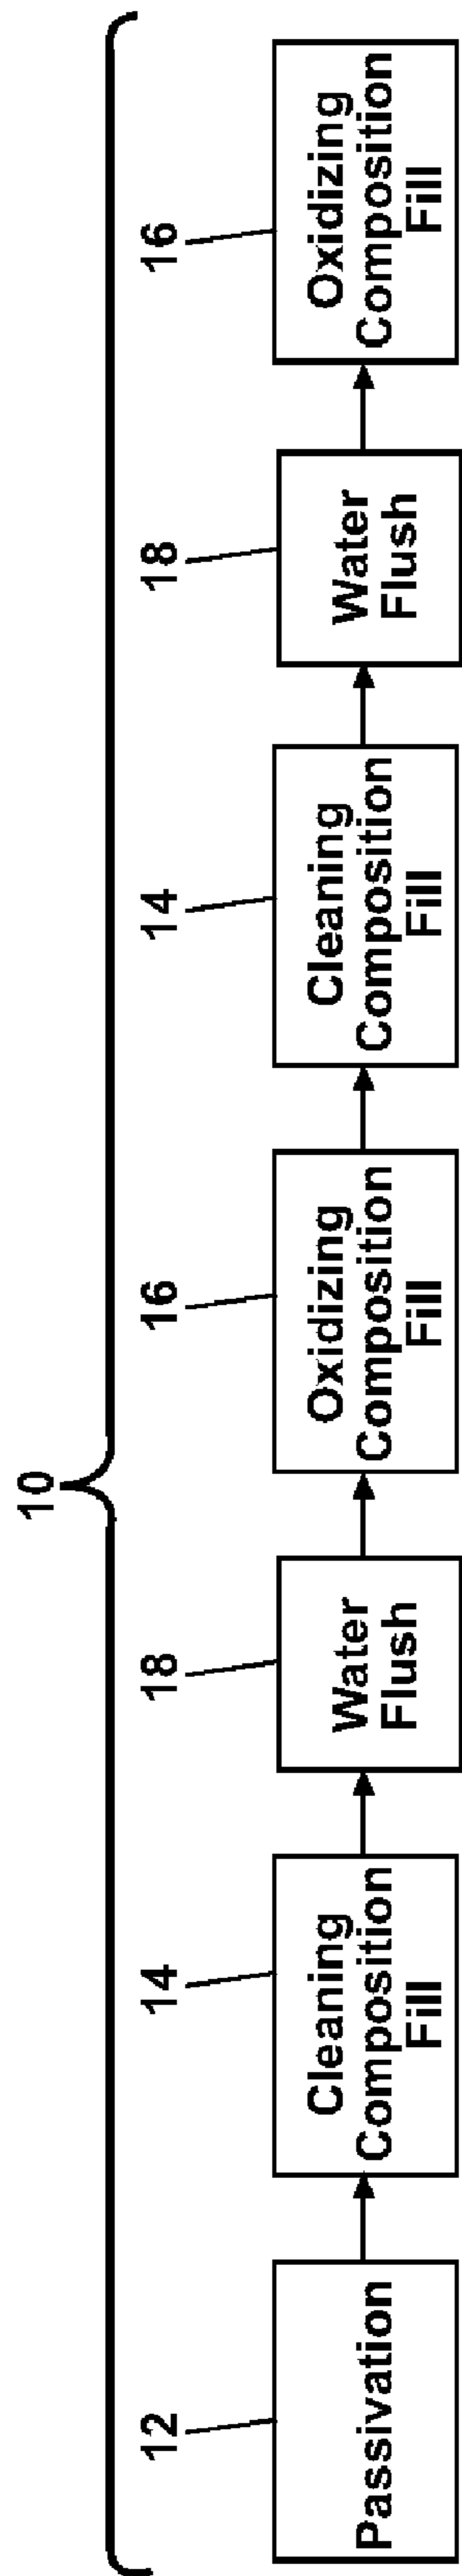 10
12
14
18
16
14
18
16
Passivation
Cleaning
Composition
Fill
Water
Flush
Oxidizing
Composition
Fill
Cleaning
Composition
Fill
Water
Flush
Oxidizing
Composition
Fill